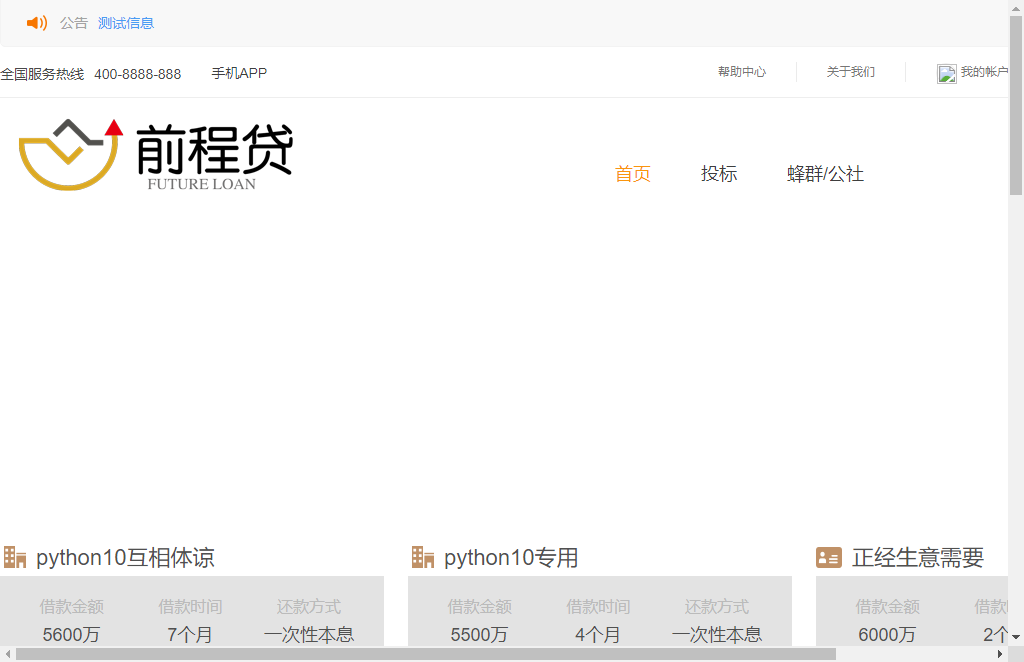 公告 测试信息
全国服务热线 400-8888-888 手机APP 帮助中心 关于我们 我的帐户
前程贷
FUTURE LOAN
首页 投标 蜂群/公社
python10互相体谅 python10专用 正经生意需要
借款金额 借款时间 还款方式 借款金额 借款时间 还款方式 借款金额 借款
5600万 7个月 一次性本息 5500万 4个月 一次性本息 6000万 2个